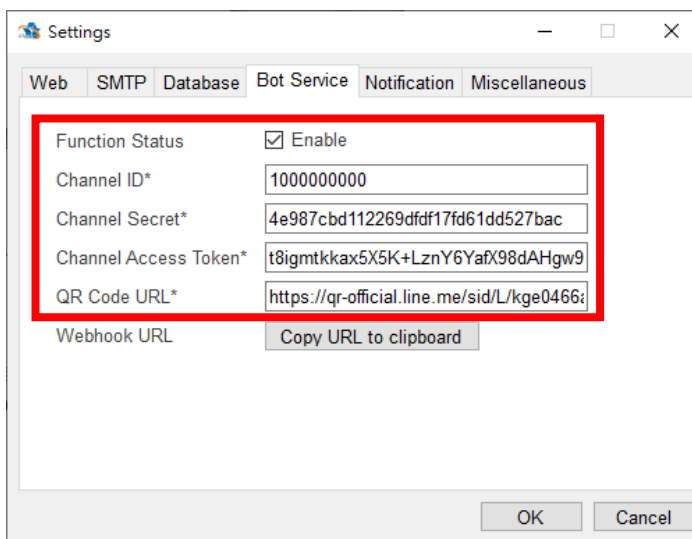 Settings
Web SMTP Database Bot Service Notification Miscellaneous
Function Status Enable
Channel ID* 1000000000
Channel Secret* 4e987cbd112269dfdf17fd61dd527bac
Channel Access Token* t8igmtkkax5X5K+LznY6YafX98dAHgw9
QR Code URL* https://qr-official.line.me/sid/L/kge0466a
Webhook URL Copy URL to clipboard
OK Cancel